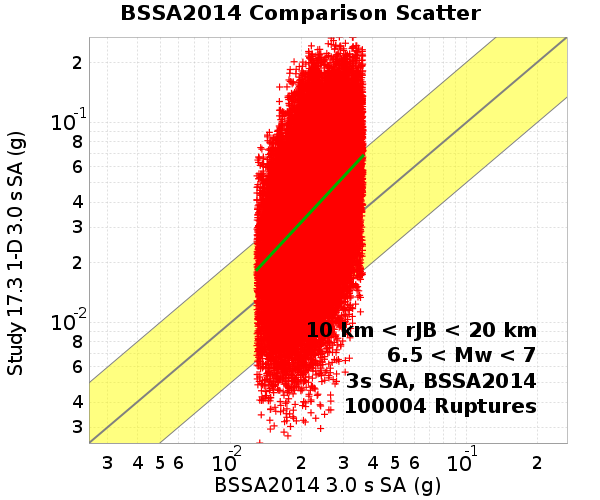 BSSA2014 Comparison Scatter
Study 17.3 1-D 3.0 s SA (g)
2
10-1
8
6
4
3
2
10-2
8
6
4
3
10 km < rJB < 20 km
6.5 < Mw < 7
3s SA, BSSA2014
100004 Ruptures
3 4 5 6 10-2 2 3 4 5 6 10-1 2
BSSA2014 3.0 s SA (g)